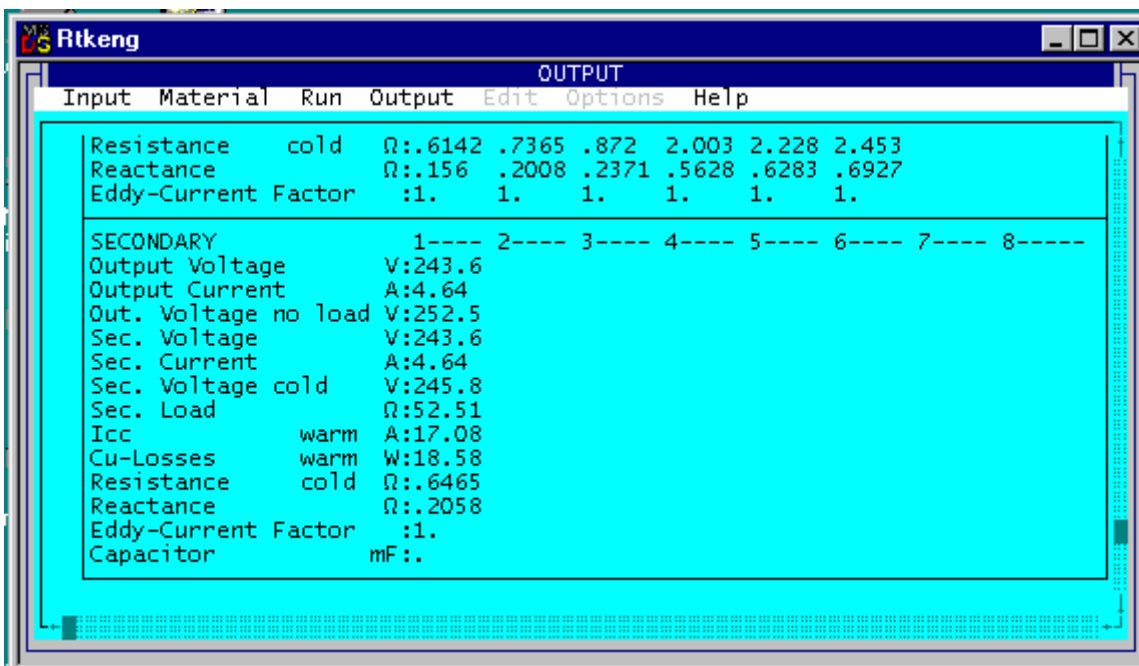 Rtkeng
OUTPUT
Input Material Run Output Edit Options Help
Resistance cold Ω:.6142 .7365 .872 2.003 2.228 2.453
Reactance Ω:.156 .2008 .2371 .5628 .6283 .6927
Eddy-Current Factor :1. 1. 1. 1. 1. 1.
SECONDARY 1---- 2---- 3---- 4---- 5---- 6---- 7---- 8-----
Output Voltage V:243.6
Output Current A:4.64
Out. Voltage no load V:252.5
Sec. Voltage V:243.6
Sec. Current A:4.64
Sec. Voltage cold V:245.8
Sec. Load Ω:52.51
Icc warm A:17.08
Cu-Losses warm W:18.58
Resistance cold Ω:.6465
Reactance Ω:.2058
Eddy-Current Factor :1.
Capacitor mF:.